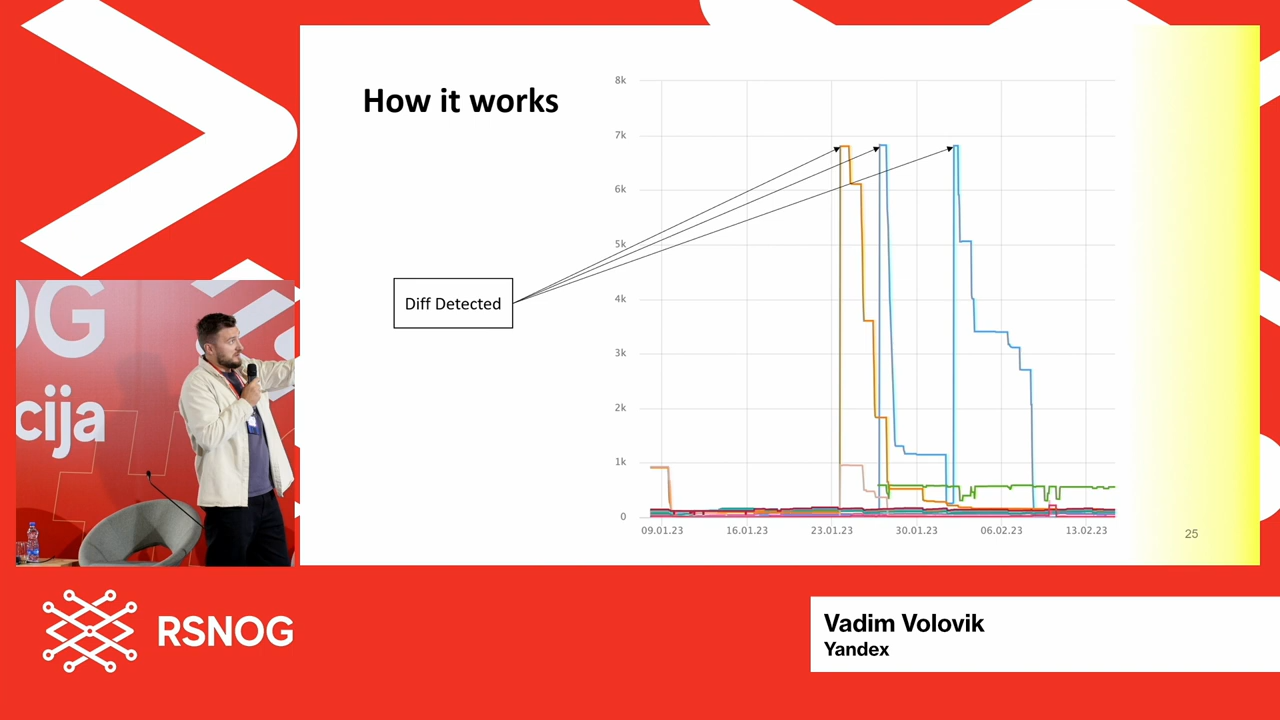 How it works
8k
7k
6k
5k
4k
3k
2k
1k
0
09.01.23 16.01.23 23.01.23 30.01.23 06.02.23 13.02.23
Diff Detected
25
OG
cija
RSNOG
Vadim Volovik
Yandex